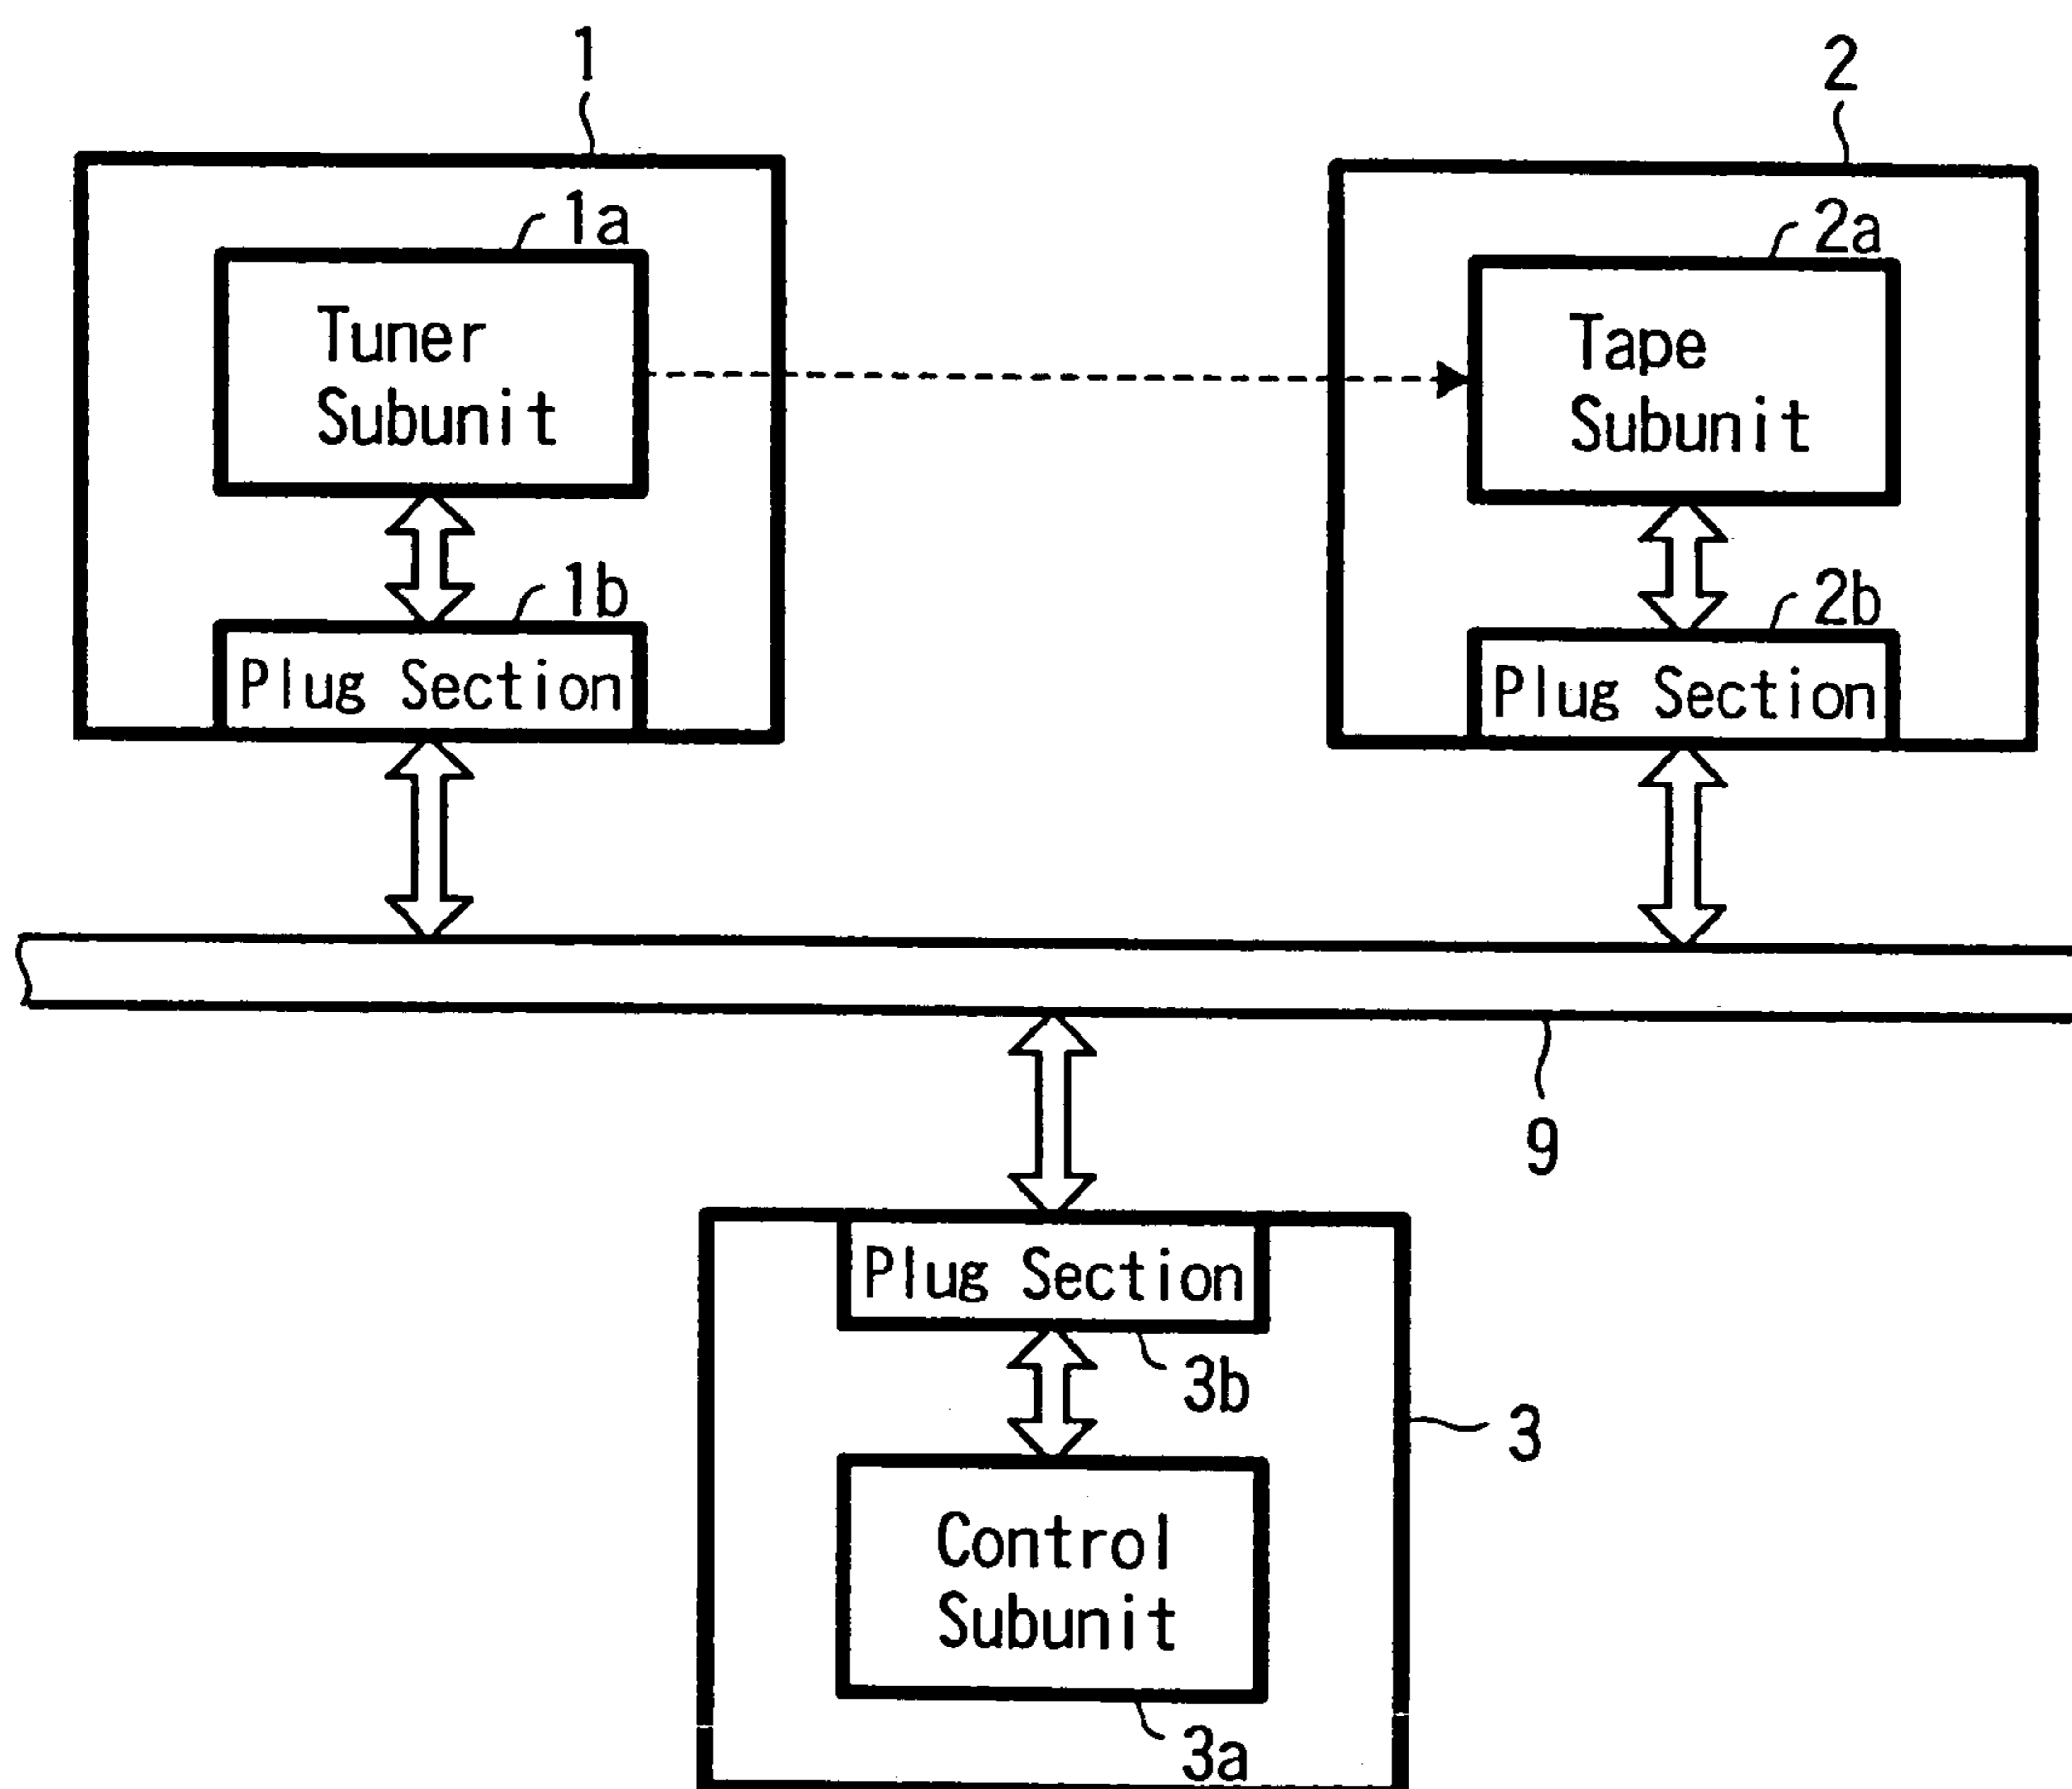 1
2
1a
2a
Tuner
Subunit
Tape
Subunit
1b
2b
Plug Section
Plug Section
9
Plug Section
3b
3
Control
Subunit
3a